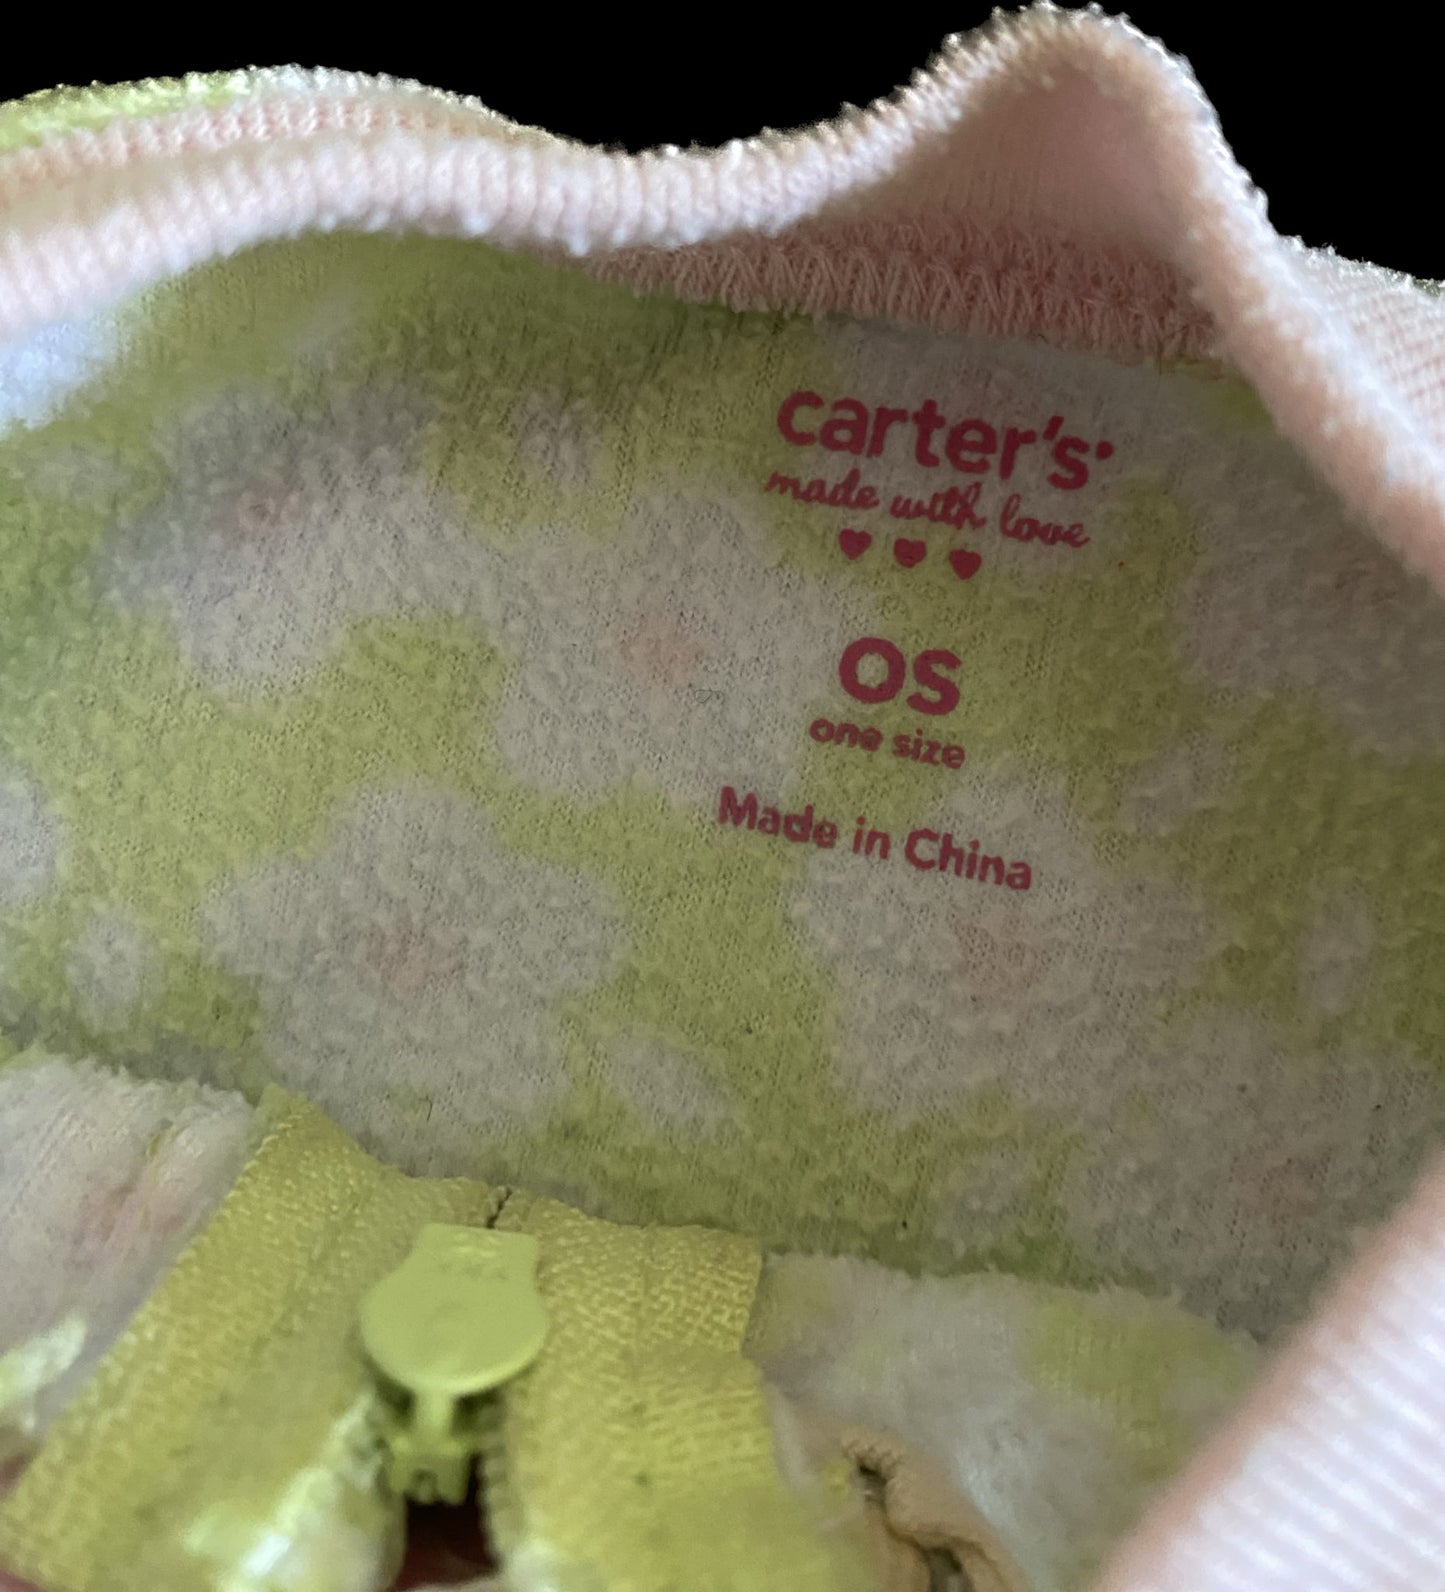 carter's
made with love
OS
one size
Made in China